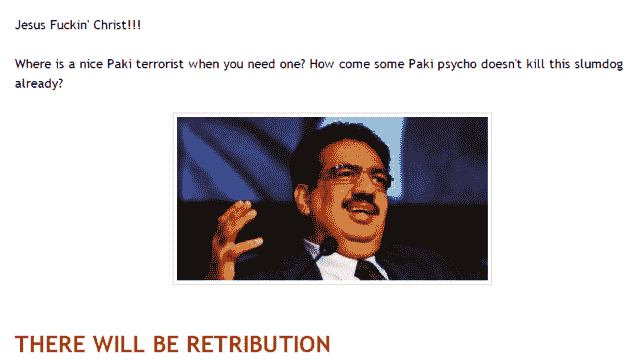 Jesus Fuckin' Christ!!!
Where is a nice Paki terrorist when you need one? How come some Paki psycho doesn't kill this slumdog
already?
THERE WILL BE RETRIBUTION